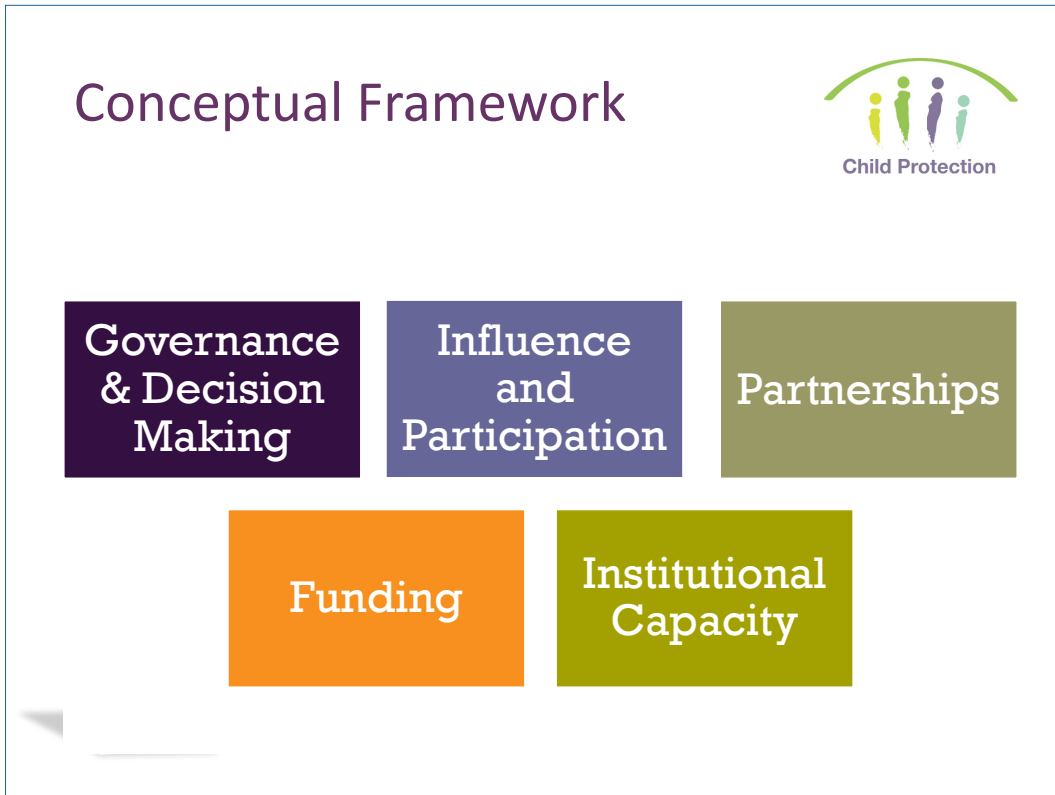 Conceptual Framework
Child Protection
Governance
& Decision
Making
Influence
and
Participation
Partnerships
Funding
Institutional
Capacity